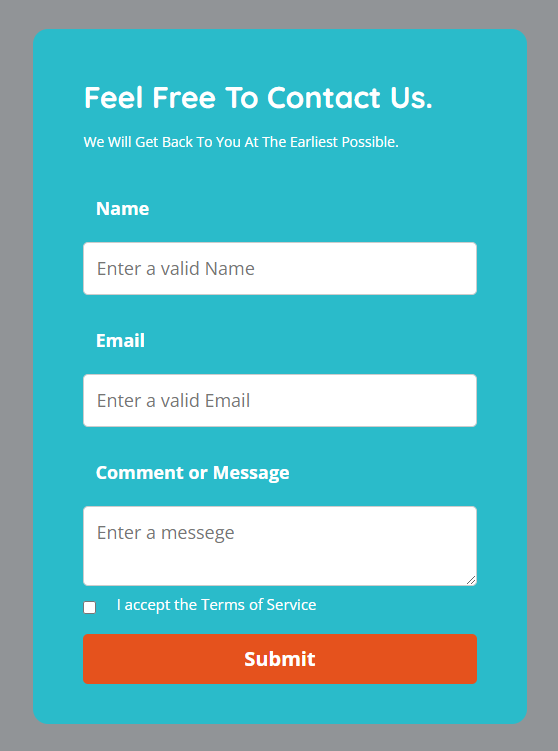 Feel Free To Contact Us.
We Will Get Back To You At The Earliest Possible.
Name
Enter a valid Name
Email
Enter a valid Email
Comment or Message
Enter a messege
I accept the Terms of Service
Submit